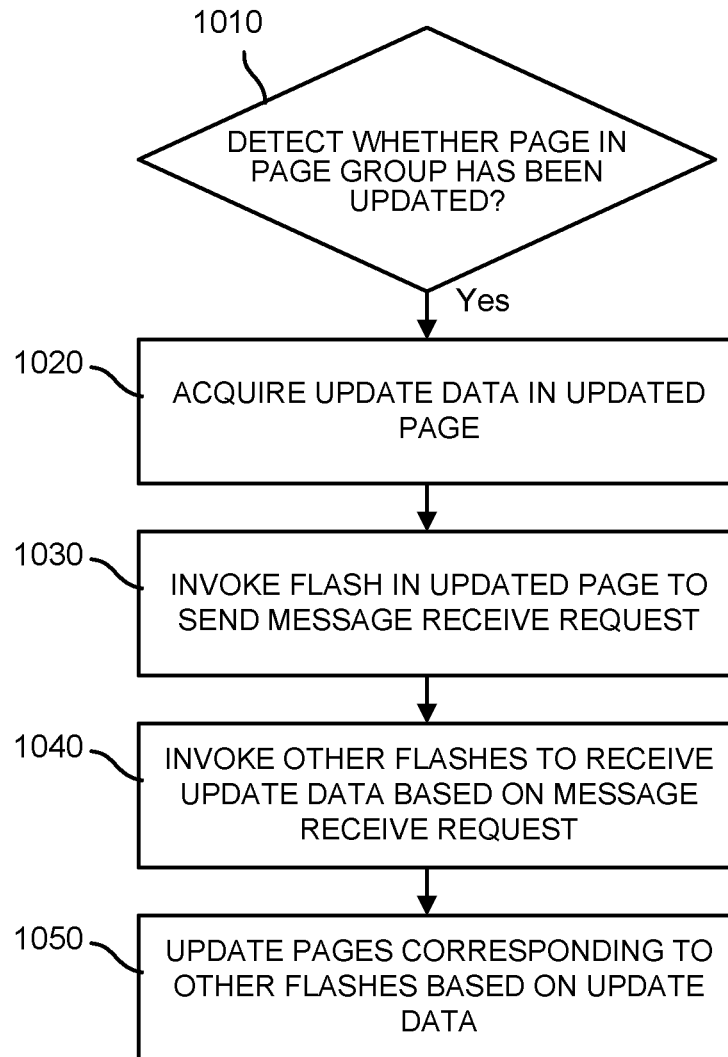 1010
DETECT WHETHER PAGE IN
PAGE GROUP HAS BEEN
UPDATED?
Yes
1020
ACQUIRE UPDATE DATA IN UPDATED
PAGE
1030
INVOKE FLASH IN UPDATED PAGE TO
SEND MESSAGE RECEIVE REQUEST
1040
INVOKE OTHER FLASHES TO RECEIVE
UPDATE DATA BASED ON MESSAGE
RECEIVE REQUEST
1050
UPDATE PAGES CORRESPONDING TO
OTHER FLASHES BASED ON UPDATE
DATA